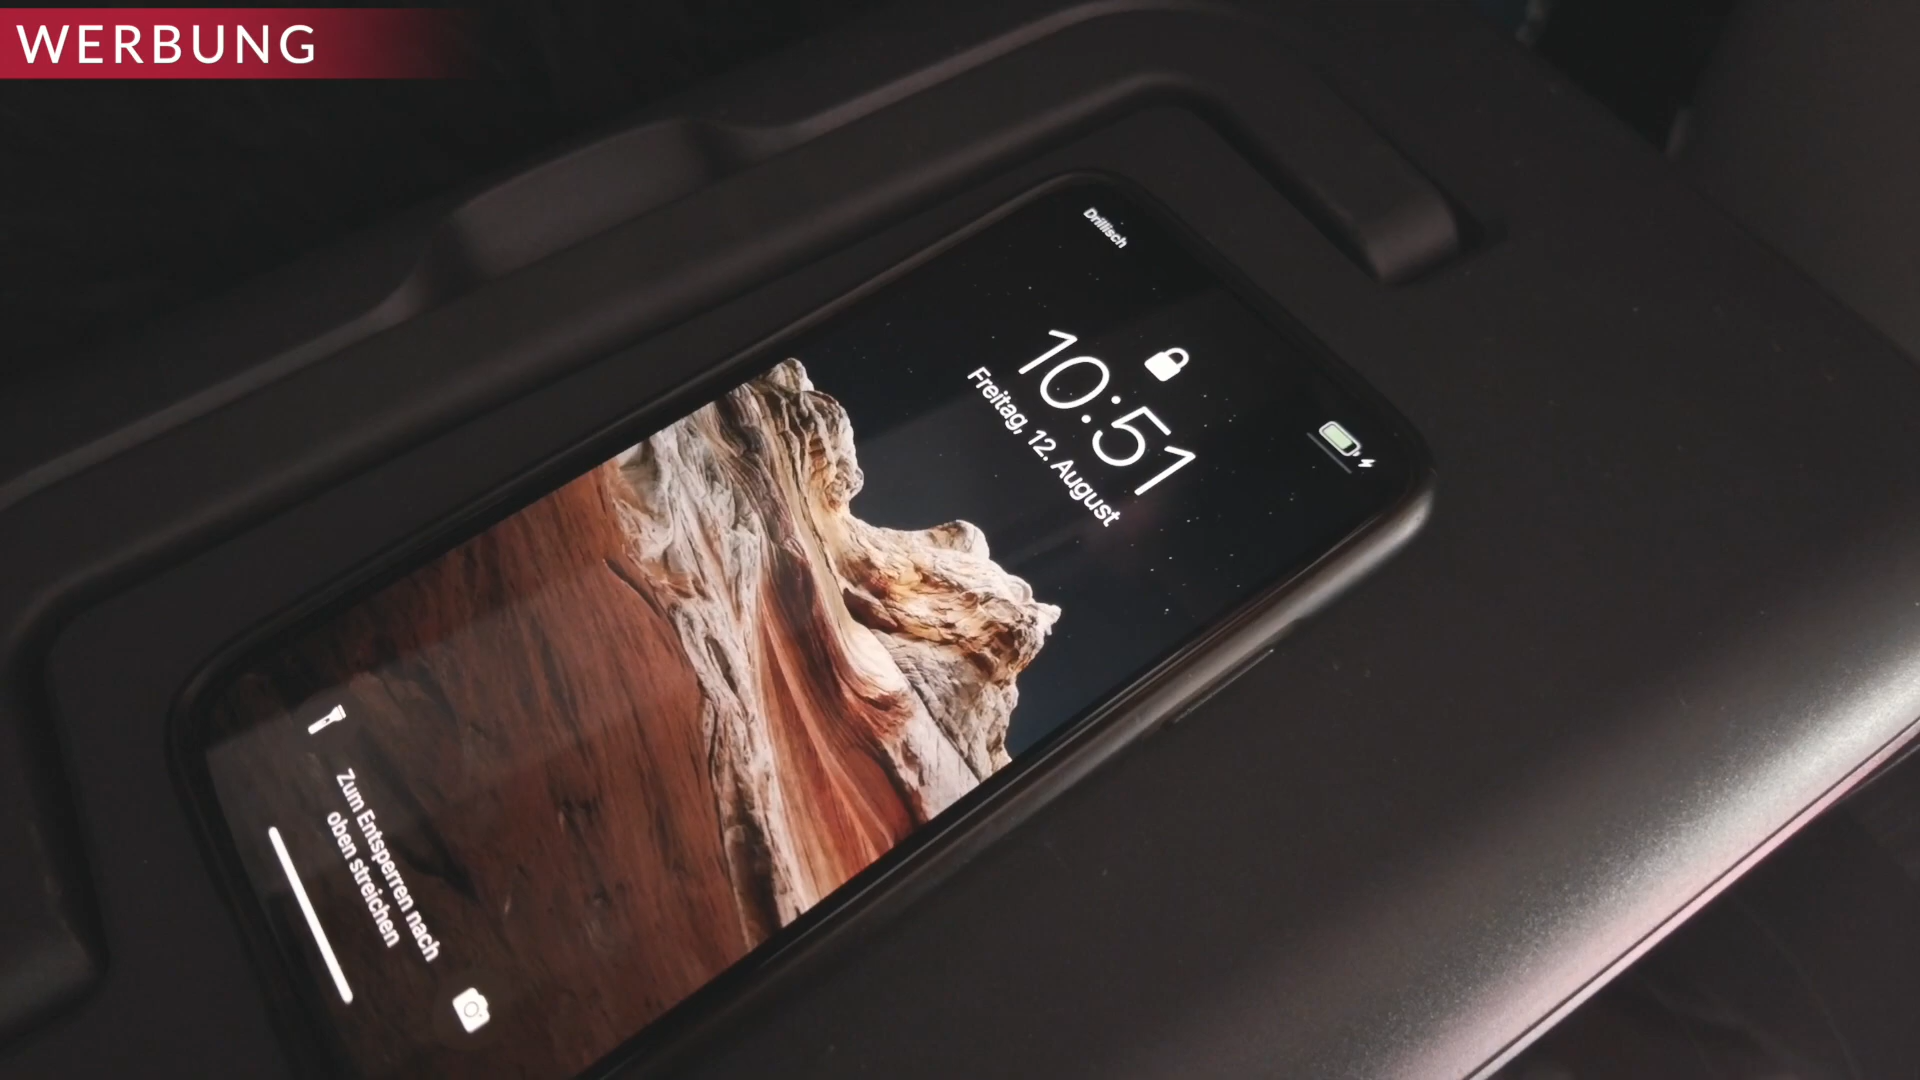 WERBUNG
Drillisch
10:51
Freitag, 12. August
Zum Entsperren nach
oben streichen